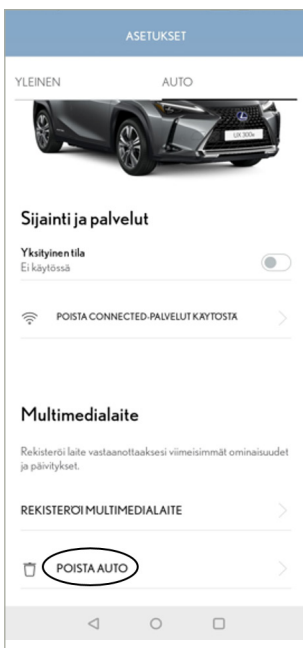 ASETUKSET
YLEINEN AUTO
UX 300e
Sijainti ja palvelut
Yksityinen tila
Ei käytössä
POISTA CONNECTED-PALVELUT KÄYTÖSTÄ
Multimedialaite
Rekisteröi laite vastaanottaaksesi viimeisimmät ominaisuudet
ja päivitykset.
REKISTERÖI MULTIMEDIALAITE
POISTA AUTO